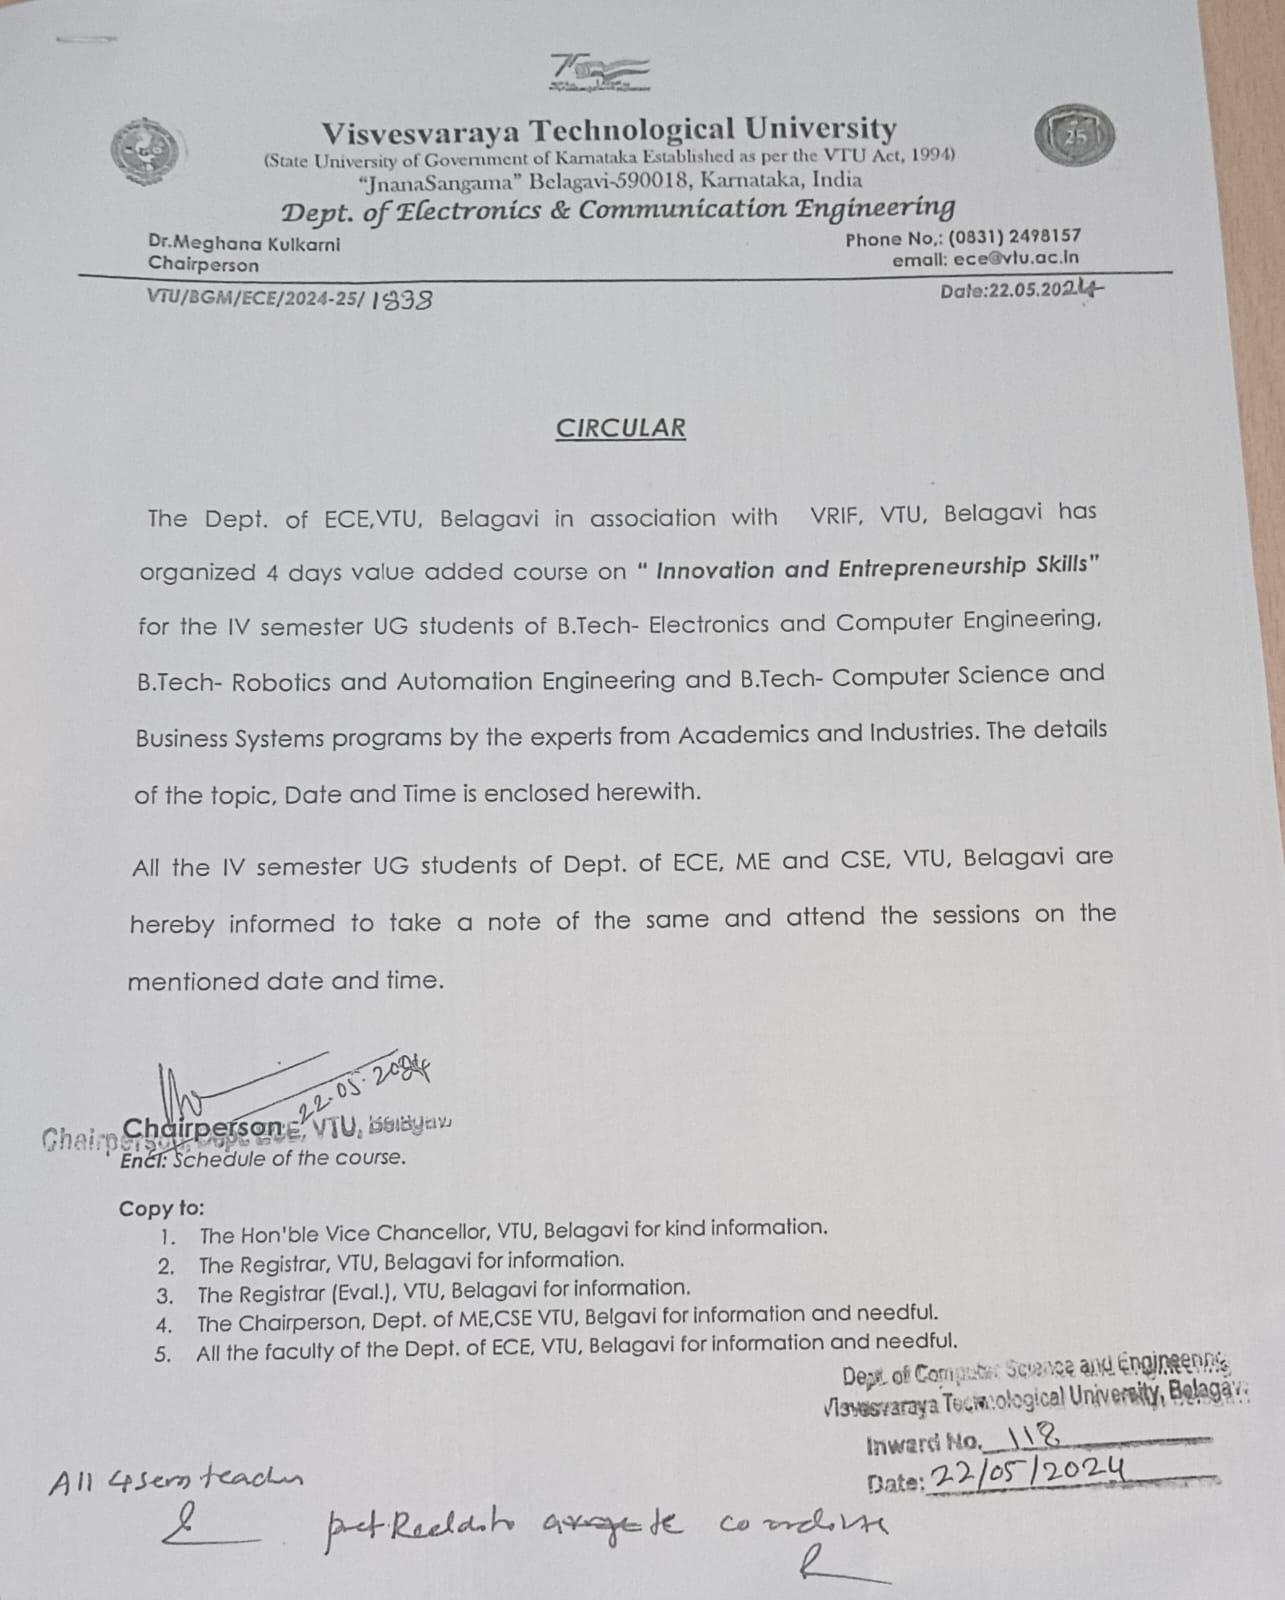 Visvesvaraya Technological University
(State University of Government of Karnataka Established as per the VTU Act, 1994)
“JnanaSangama” Belagavi-590018, Karnataka, India
25
Dept. of Electronics & Communication Engineering
Dr.Meghana Kulkarni
Chairperson
Phone No,: (0831) 2498157
email: ece@vtu.ac.in
VTU/BGM/ECE/2024-25/ 1838
Date:22.05.2024
CIRCULAR
The Dept. of ECE,VTU, Belagavi in association with VRIF, VTU, Belagavi has
organized 4 days value added course on “ Innovation and Entrepreneurship Skills”
for the IV semester UG students of B.Tech- Electronics and Computer Engineering,
B.Tech- Robotics and Automation Engineering and B.Tech- Computer Science and
Business Systems programs by the experts from Academics and Industries. The details
of the topic, Date and Time is enclosed herewith.
All the IV semester UG students of Dept. of ECE, ME and CSE, VTU, Belagavi are
hereby informed to take a note of the same and attend the sessions on the
mentioned date and time.
22.05.2024
Chairperson
Chairperson, Dept. ECE, VTU, Belagavi
Encl: Schedule of the course.
Copy to:
1. The Hon'ble Vice Chancellor, VTU, Belagavi for kind information.
2. The Registrar, VTU, Belagavi for information.
3. The Registrar (Eval.), VTU, Belagavi for information.
4. The Chairperson, Dept. of ME,CSE VTU, Belgavi for information and needful.
5. All the faculty of the Dept. of ECE, VTU, Belagavi for information and needful.
Dept. of Computer Science and Engineering
Visvesvaraya Technological University, Belagavi
Inward No. 118
Date: 22/05/2024
All 4 sem